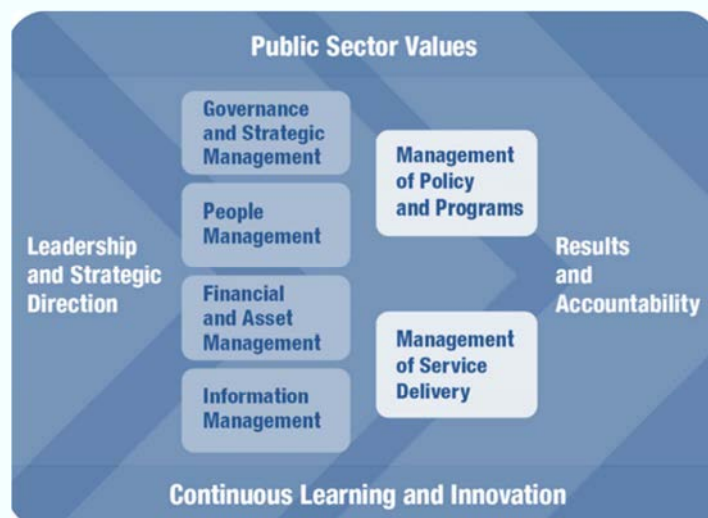 Public Sector Values
Leadership
and Strategic
Direction
Governance
and Strategic
Management
People
Management
Financial
and Asset
Management
Information
Management
Management
of Policy
and Programs
Management
of Service
Delivery
Results
and
Accountability
Continuous Learning and Innovation